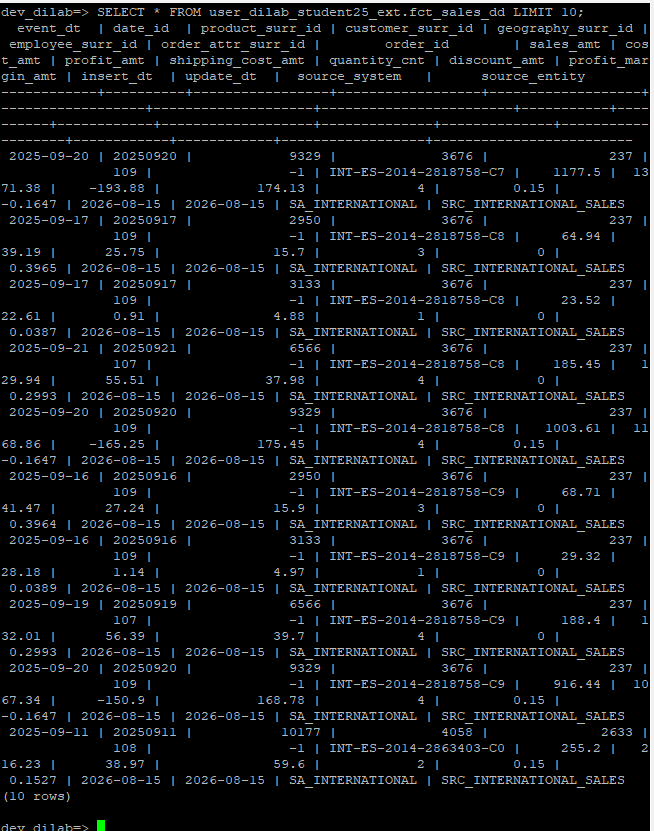 dev_dilab=> SELECT * FROM user_dilab_student25_ext.fct_sales_dd LIMIT 10;
  event_dt  | date_id  | product_surr_id | customer_surr_id | geography_surr_id |
 employee_surr_id | order_attr_surr_id |         order_id          | sales_amt | cos
t_amt | profit_amt | shipping_cost_amt | quantity_cnt | discount_amt | profit_mar
gin_amt | insert_dt  | update_dt  |  source_system   |      source_entity
------------+----------+-----------------+------------------+-------------------+
------------------+--------------------+---------------------------+-----------+----
------+------------+-------------------+--------------+--------------+-----------
--------+------------+------------+------------------+-------------------------
 2025-09-20 | 20250920 |            9329 |             3676 |               237 |
              109 |                 -1 | INT-ES-2014-2818758-C7 |    1177.5 |  13
71.38 |    -193.88 |            174.13 |            4 |         0.15 |
-0.1647 | 2026-08-15 | 2026-08-15 | SA_INTERNATIONAL | SRC_INTERNATIONAL_SALES
 2025-09-17 | 20250917 |            2950 |             3676 |               237 |
              109 |                 -1 | INT-ES-2014-2818758-C8 |     64.94 |
39.19 |      25.75 |              15.7 |            3 |            0 |
 0.3965 | 2026-08-15 | 2026-08-15 | SA_INTERNATIONAL | SRC_INTERNATIONAL_SALES
 2025-09-17 | 20250917 |            3133 |             3676 |               237 |
              109 |                 -1 | INT-ES-2014-2818758-C8 |     23.52 |
22.61 |       0.91 |              4.88 |            1 |            0 |
 0.0387 | 2026-08-15 | 2026-08-15 | SA_INTERNATIONAL | SRC_INTERNATIONAL_SALES
 2025-09-21 | 20250921 |            6566 |             3676 |               237 |
              107 |                 -1 | INT-ES-2014-2818758-C8 |    185.45 |   1
29.94 |      55.51 |             37.98 |            4 |            0 |
 0.2993 | 2026-08-15 | 2026-08-15 | SA_INTERNATIONAL | SRC_INTERNATIONAL_SALES
 2025-09-20 | 20250920 |            9329 |             3676 |               237 |
              109 |                 -1 | INT-ES-2014-2818758-C8 |   1003.61 |  11
68.86 |    -165.25 |            175.45 |            4 |         0.15 |
-0.1647 | 2026-08-15 | 2026-08-15 | SA_INTERNATIONAL | SRC_INTERNATIONAL_SALES
 2025-09-16 | 20250916 |            2950 |             3676 |               237 |
              109 |                 -1 | INT-ES-2014-2818758-C9 |     68.71 |
41.47 |      27.24 |              15.9 |            3 |            0 |
 0.3964 | 2026-08-15 | 2026-08-15 | SA_INTERNATIONAL | SRC_INTERNATIONAL_SALES
 2025-09-16 | 20250916 |            3133 |             3676 |               237 |
              109 |                 -1 | INT-ES-2014-2818758-C9 |     29.32 |
28.18 |       1.14 |              4.97 |            1 |            0 |
 0.0389 | 2026-08-15 | 2026-08-15 | SA_INTERNATIONAL | SRC_INTERNATIONAL_SALES
 2025-09-19 | 20250919 |            6566 |             3676 |               237 |
              107 |                 -1 | INT-ES-2014-2818758-C9 |     188.4 |   1
32.01 |      56.39 |              39.7 |            4 |            0 |
 0.2993 | 2026-08-15 | 2026-08-15 | SA_INTERNATIONAL | SRC_INTERNATIONAL_SALES
 2025-09-20 | 20250920 |            9329 |             3676 |               237 |
              109 |                 -1 | INT-ES-2014-2818758-C9 |    916.44 |  10
67.34 |     -150.9 |            168.78 |            4 |         0.15 |
-0.1647 | 2026-08-15 | 2026-08-15 | SA_INTERNATIONAL | SRC_INTERNATIONAL_SALES
 2025-09-11 | 20250911 |           10177 |             4058 |              2633 |
              108 |                 -1 | INT-ES-2014-2863403-C0 |     255.2 |   2
16.23 |      38.97 |              59.6 |            2 |         0.15 |
 0.1527 | 2026-08-15 | 2026-08-15 | SA_INTERNATIONAL | SRC_INTERNATIONAL_SALES
(10 rows)

dev_dilab=>